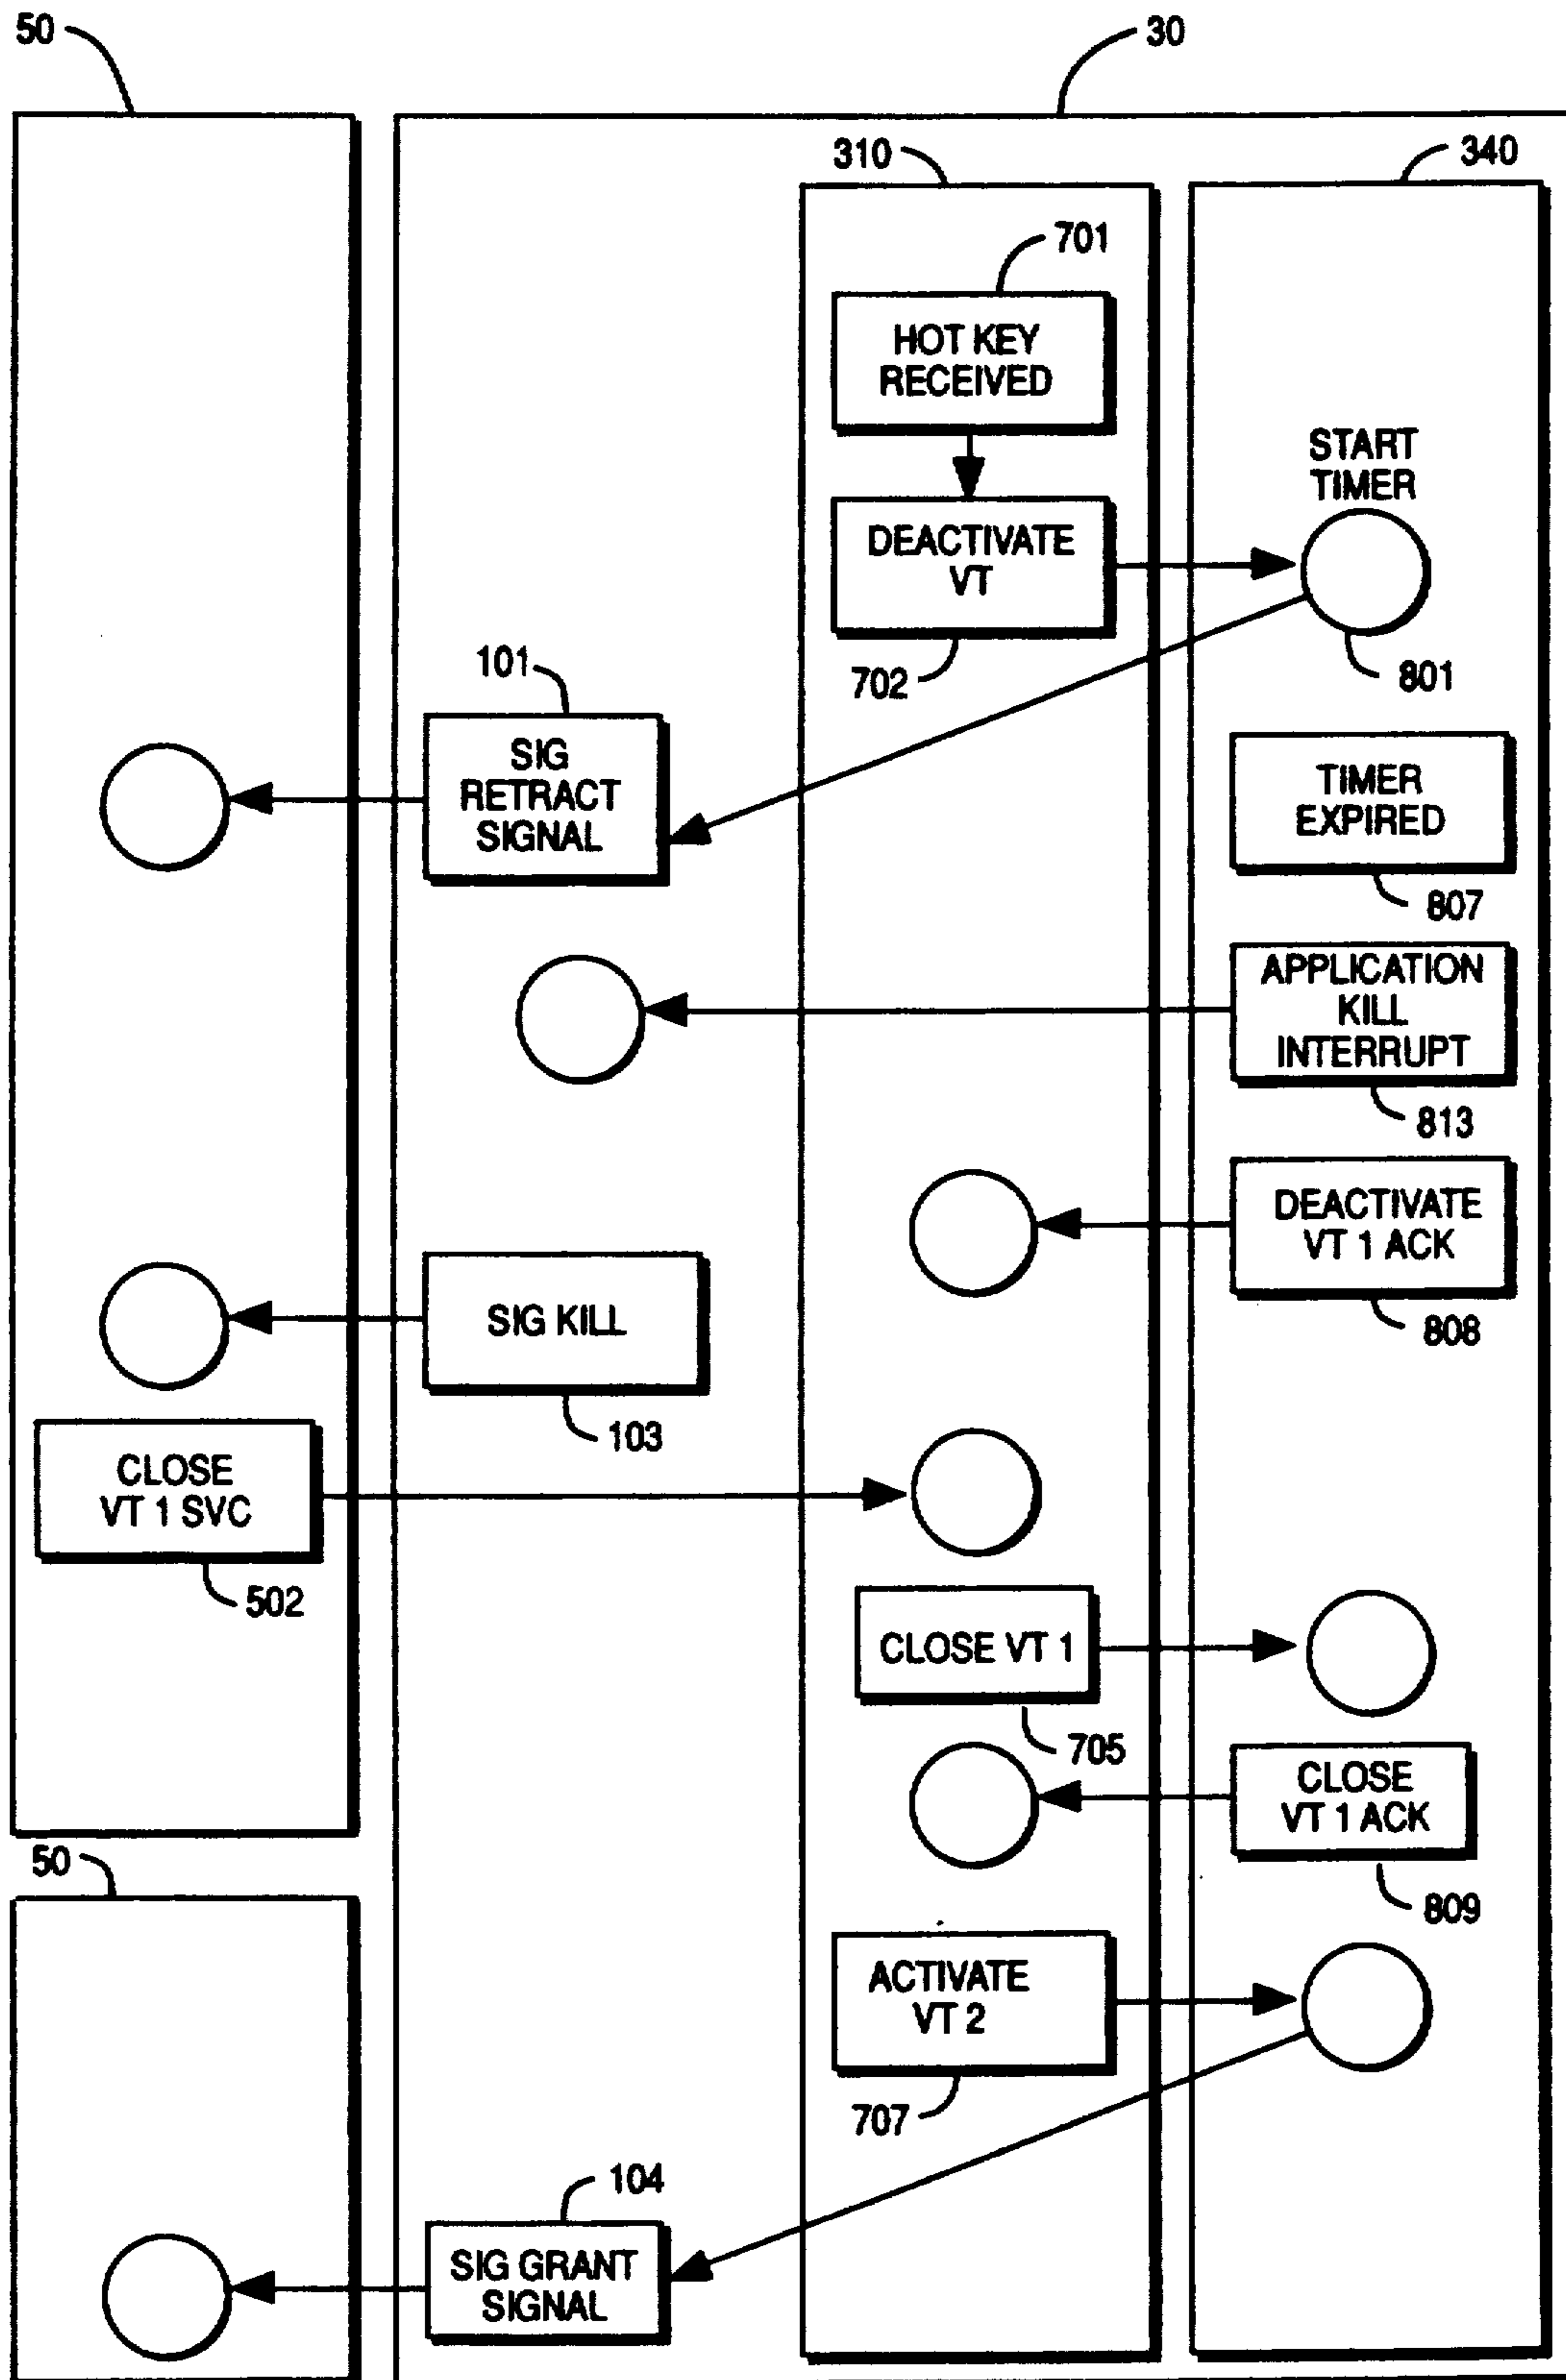 50
30
310
340
701
HOT KEY
RECEIVED
START
TIMER
DEACTIVATE
VT
702
801
101
SIG
RETRACT
SIGNAL
TIMER
EXPIRED
807
APPLICATION
KILL
INTERRUPT
813
DEACTIVATE
VT 1 ACK
808
SIG KILL
103
CLOSE
VT 1 SVC
502
CLOSE VT 1
705
CLOSE
VT 1 ACK
809
50
ACTIVATE
VT 2
707
104
SIG GRANT
SIGNAL